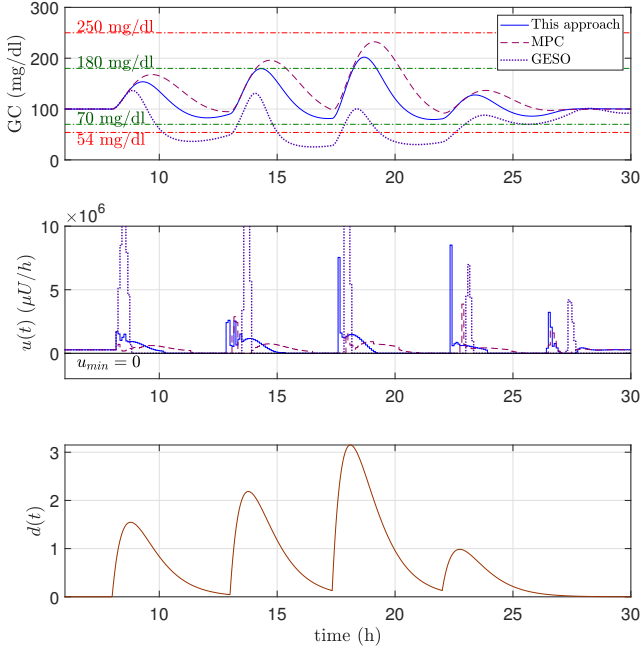 300
250 mg/dl
200
180 mg/dl
100
70 mg/dl
54 mg/dl
0
GC (mg/dl)
This approach
MPC
GESO
10 15 20 25 30
×10^6
10
5
0
u(t) (μU/h)
u_{min} = 0
10 15 20 25 30
3
2
1
0
d(t)
10 15 20 25 30
time (h)